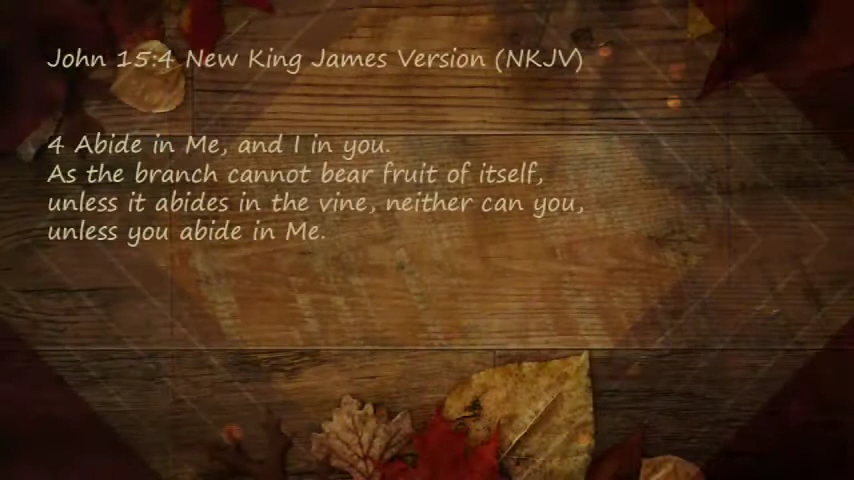 John 15:4 New King James Version (NKJV)
4 Abide in Me, and I in you.
As the branch cannot bear fruit of itself,
unless it abides in the vine, neither can you,
unless you abide in Me.